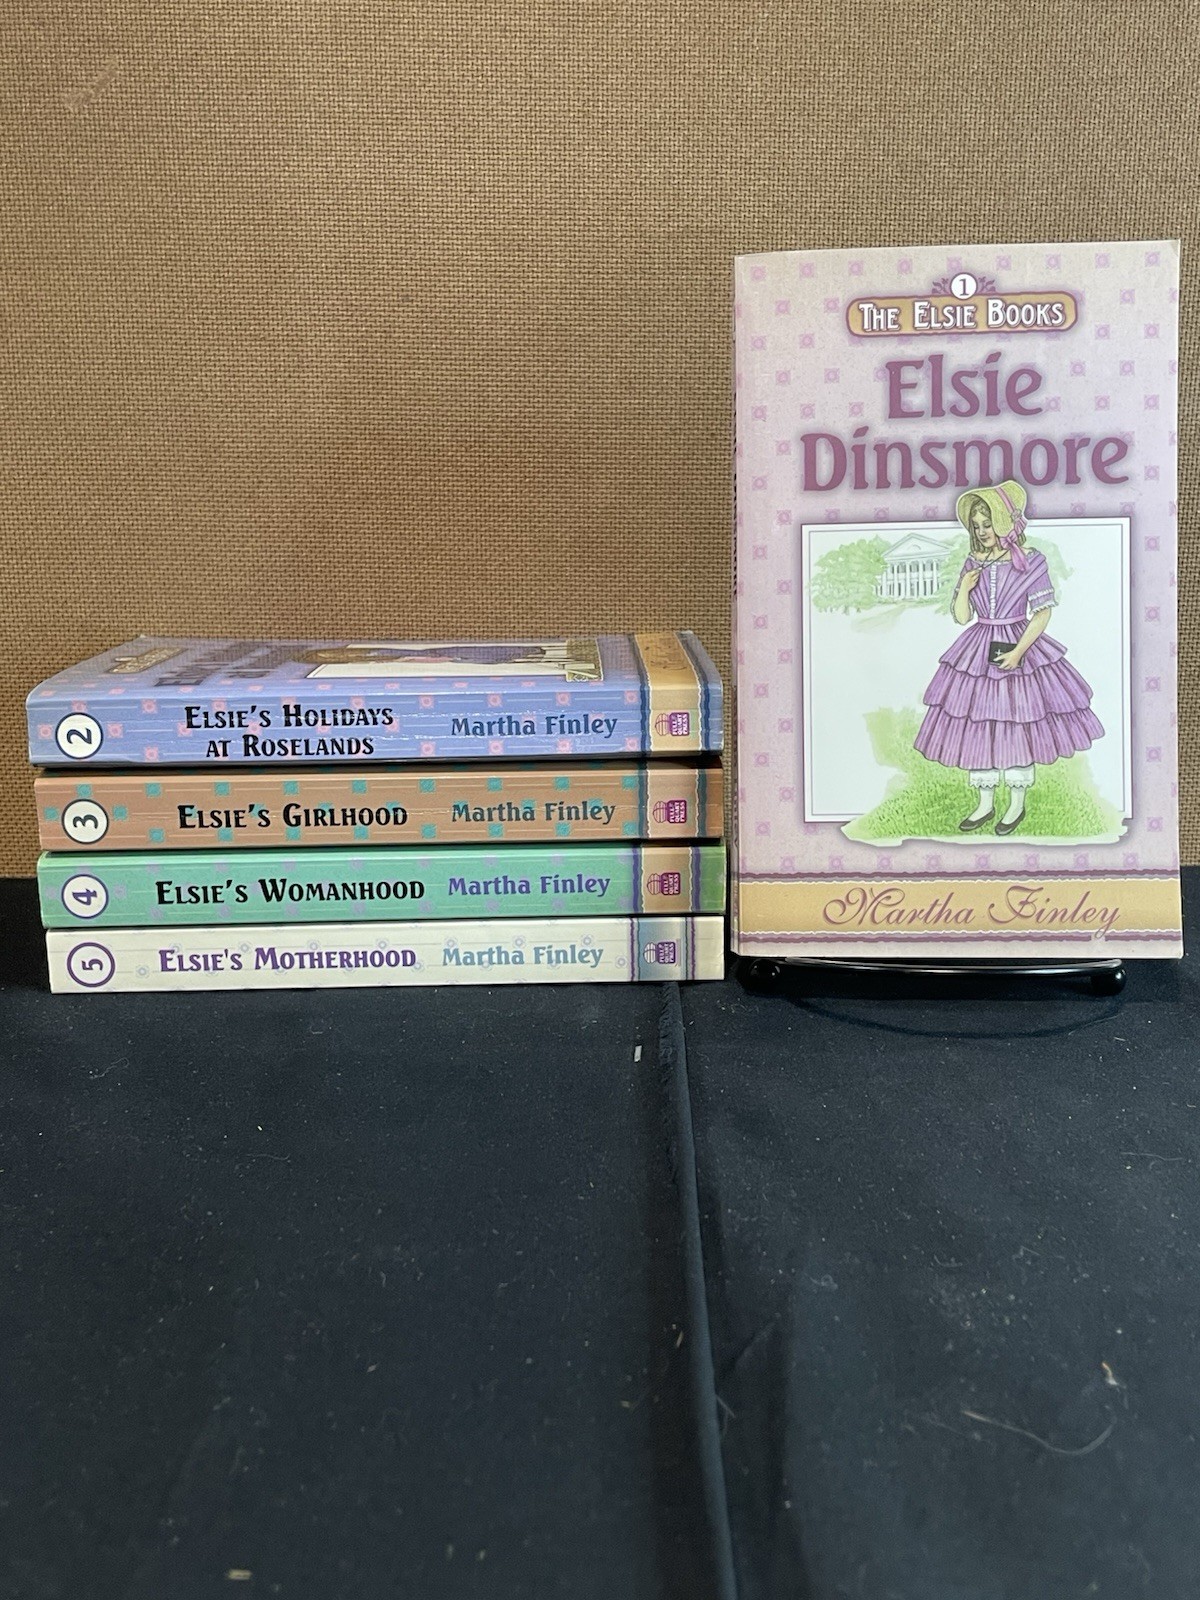 2
ELSIE'S HOLIDAYS
AT ROSELANDS
Martha Finley
3
ELSIE'S GIRLHOOD
Martha Finley
4
ELSIE'S WOMANHOOD
Martha Finley
5
ELSIE'S MOTHERHOOD
Martha Finley
1
THE ELSIE BOOKS
Elsie
Dinsmore
Martha Finley